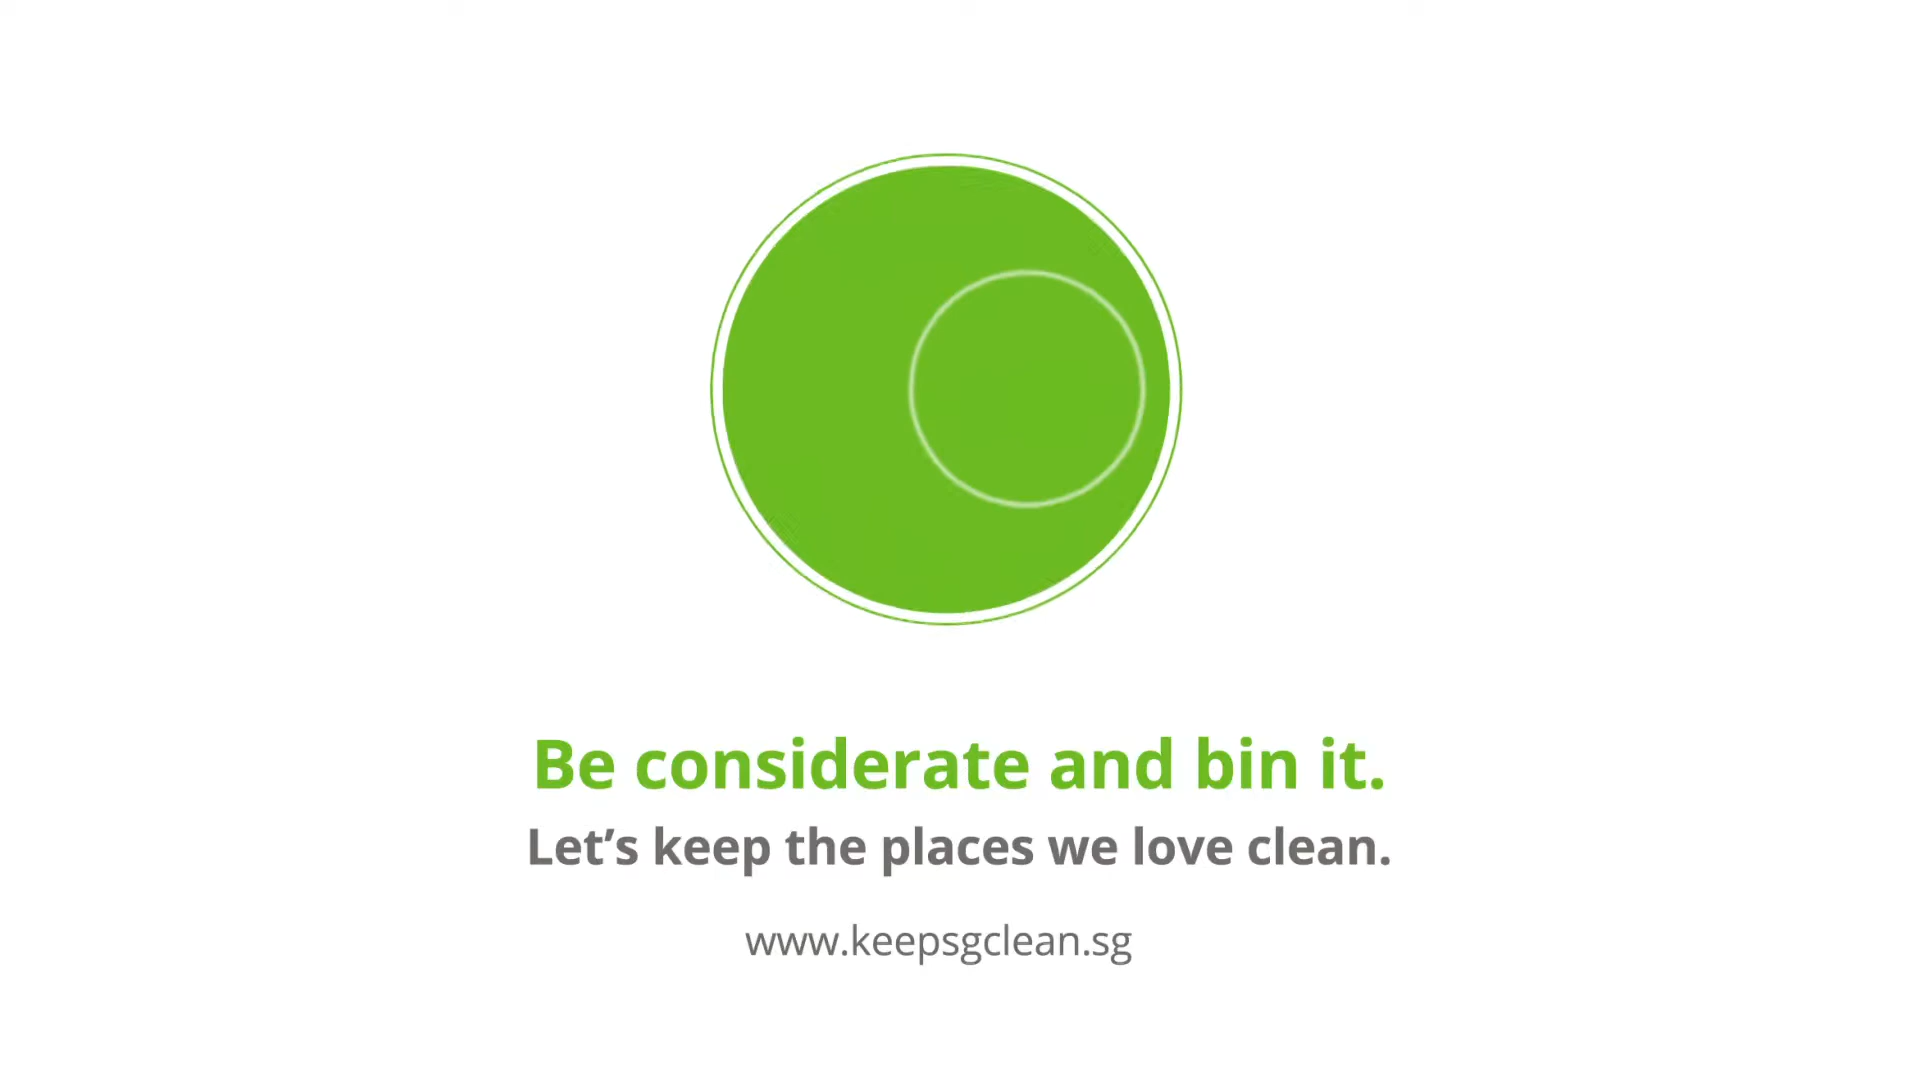 Be considerate and bin it.
Let’s keep the places we love clean.
www.keepsgclean.sg